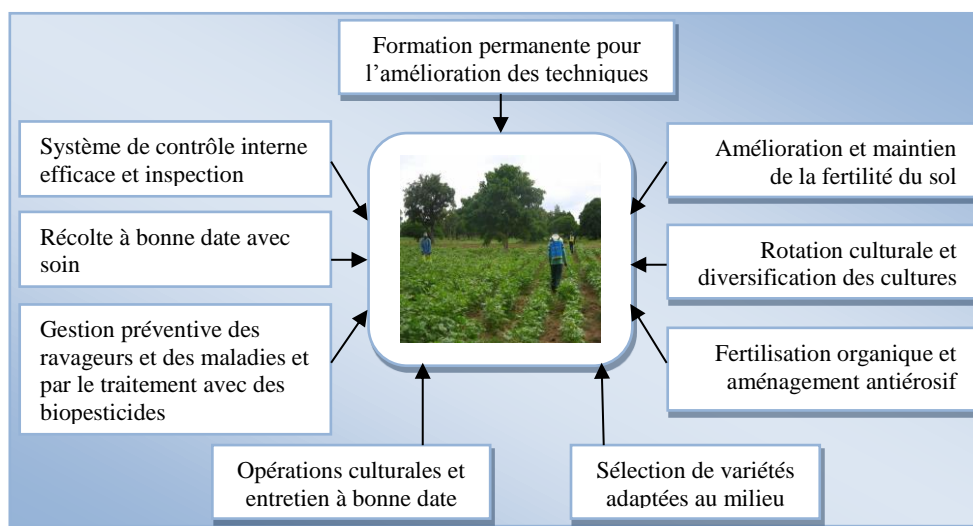 Formation permanente pour
l'amélioration des techniques
Système de contrôle interne
efficace et inspection
Récolte à bonne date avec
soin
Gestion préventive des
ravageurs et des maladies et
par le traitement avec des
biopesticides
Opérations culturales et
entretien à bonne date
Sélection de variétés
adaptées au milieu
Amélioration et maintien
de la fertilité du sol
Rotation culturale et
diversification des cultures
Fertilisation organique et
aménagement antiérosif